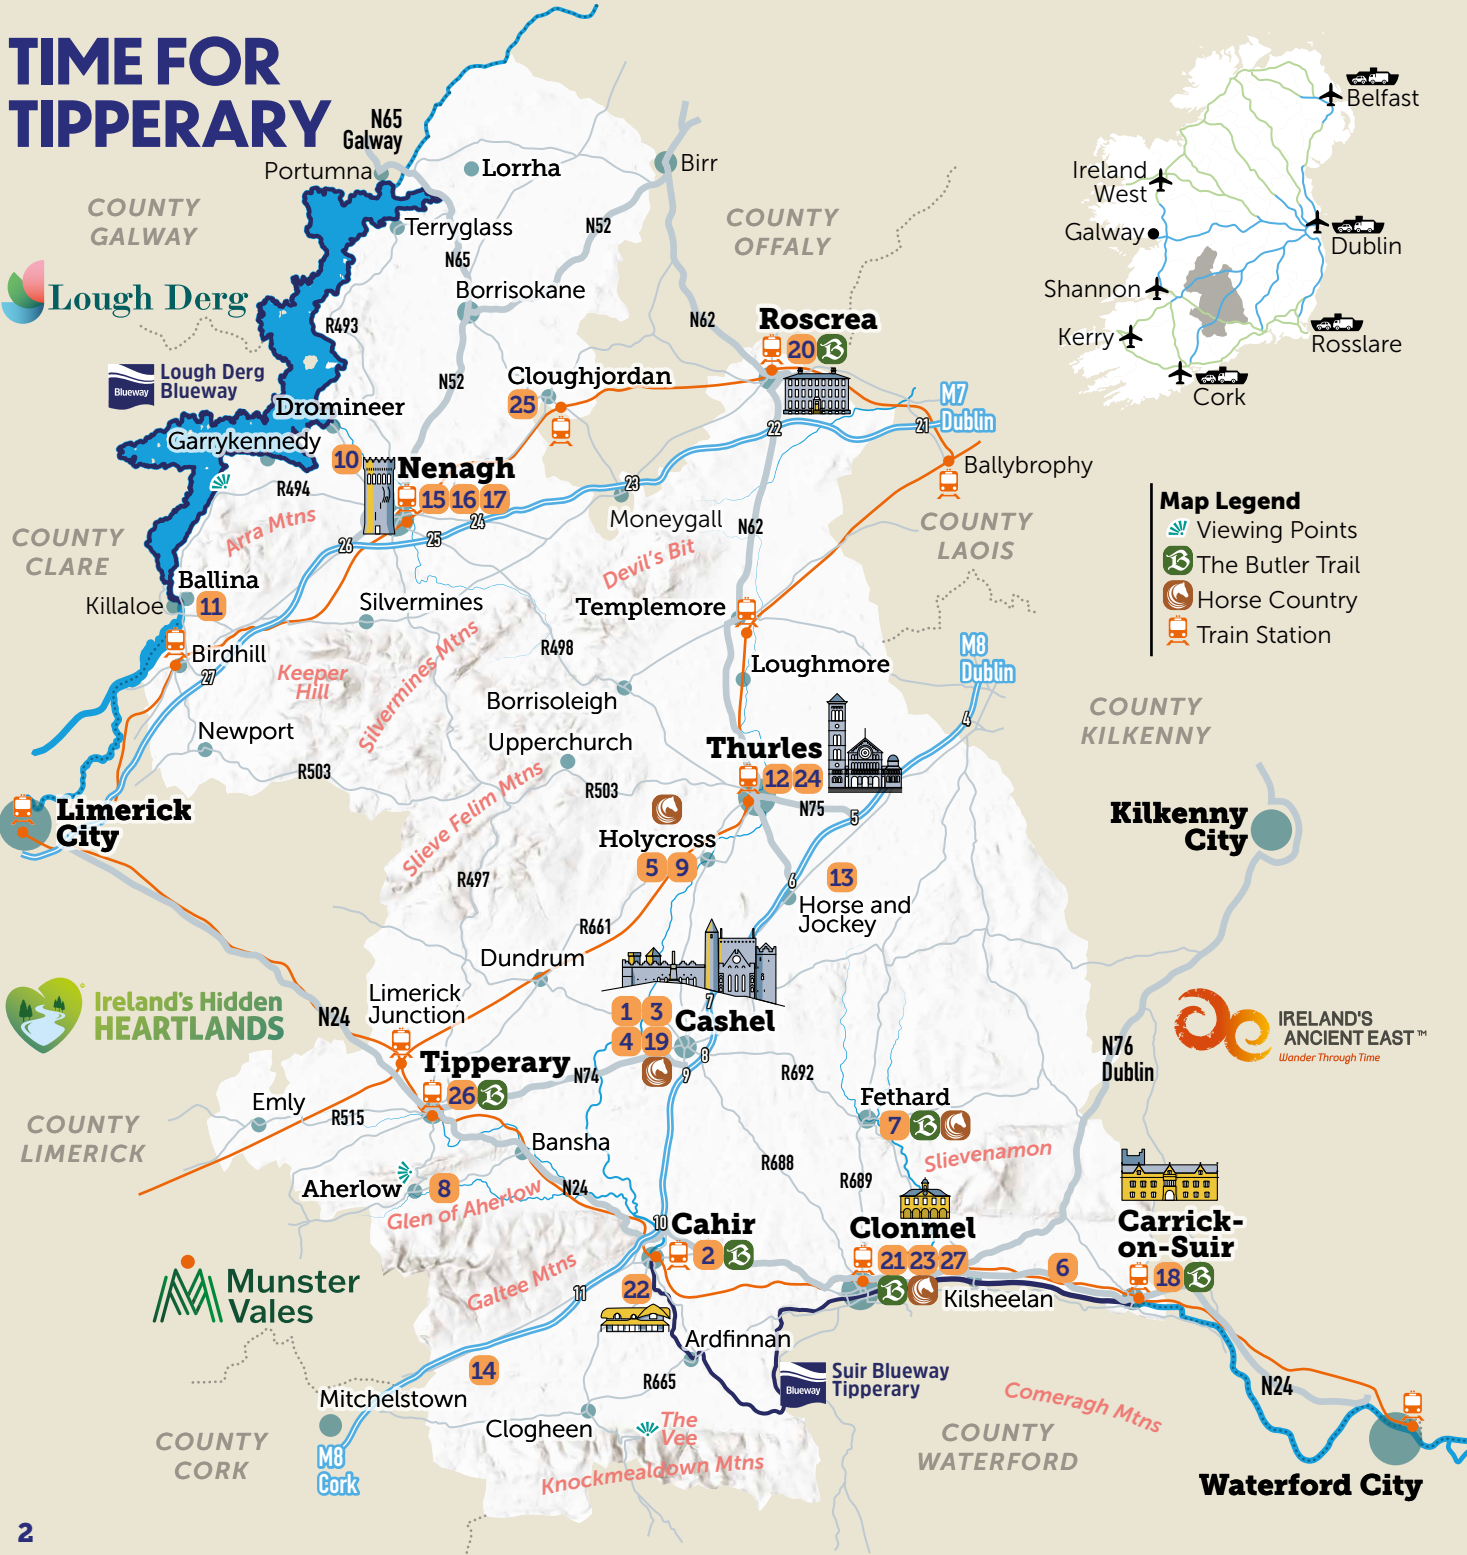 TIME FOR
TIPPERARY
N65
Galway
Portumna
Lorrha
Birr
COUNTY
GALWAY
Terryglass
N52
COUNTY
OFFALY
N65
Lough Derg
Borrisokane
R493
N62
Roscrea
20 B
Blueway
Lough Derg
Blueway
N52
Cloughjordan
25
M7
Dublin
Dromineer
22
21
Garrykennedy
10
Nenagh
15 16 17
Ballybrophy
R494
23
24
Moneygall
N62
Arra Mtns
26
25
COUNTY
CLARE
Devil's Bit
COUNTY
LAOIS
Ballina
Killaloe
11
Silvermines
Templemore
Birdhill
27
Keeper
Hill
Silvermines Mtns
R498
Loughmore
M8
Dublin
Borrisoleigh
4
Newport
Upperchurch
Thurles
12 24
R503
R503
N75
5
Limerick
City
Slieve Felim Mtns
Holycross
5 9
6
13
R497
Horse and
Jockey
R661
Dundrum
Kilkenny
City
COUNTY
KILKENNY
Ireland's Hidden
HEARTLANDS
N24
Limerick
Junction
1 3
4 19
7
Cashel
8
9
IRELAND'S
ANCIENT EAST™
Wander Through Time
N76
Dublin
Tipperary
26 B
N74
R692
Emly
R515
Fethard
7 B
COUNTY
LIMERICK
Bansha
Slievenamon
R688
R689
Aherlow
8
Glen of Aherlow
N24
10
Cahir
2 B
Clonmel
21 23 27
B
Kilsheelan
6
Carrick-
on-Suir
18 B
Munster
Vales
Galtee Mtns
11
22
Ardfinnan
14
R665
Blueway
Suir Blueway
Tipperary
N24
Mitchelstown
Clogheen
The
Vee
Comeragh Mtns
COUNTY
CORK
M8
Cork
Knockmealdown Mtns
COUNTY
WATERFORD
Waterford City
2
Belfast
Ireland
West
Galway
Dublin
Shannon
Kerry
Rosslare
Cork
Map Legend
Viewing Points
B The Butler Trail
Horse Country
Train Station